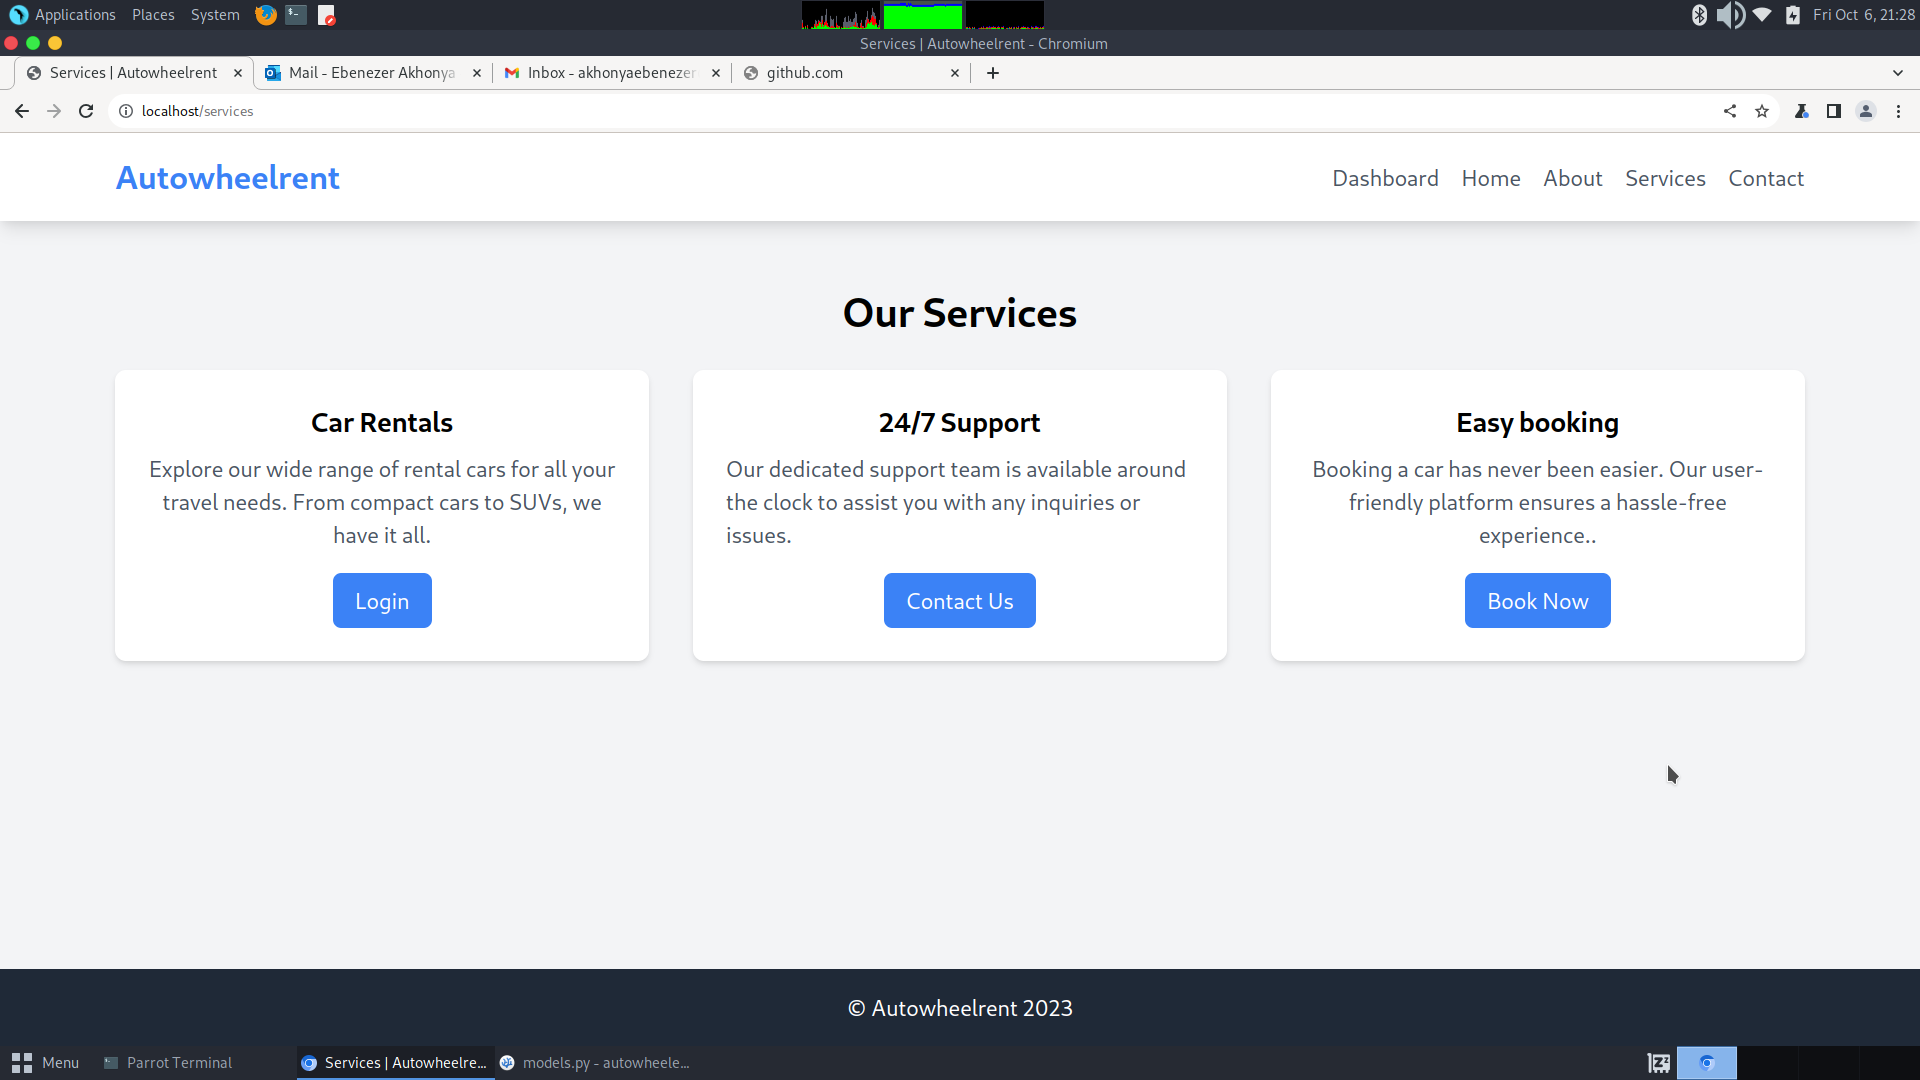 Applications Places System Fri Oct 6, 21:28
Services | Autowheelrent - Chromium
Services | Autowheelrent Mail - Ebenezer Akhonya Inbox - akhonyaebenezer github.com
localhost/services
Autowheelrent Dashboard Home About Services Contact
Our Services
Car Rentals
Explore our wide range of rental cars for all your
travel needs. From compact cars to SUVs, we
have it all.
Login
24/7 Support
Our dedicated support team is available around
the clock to assist you with any inquiries or
issues.
Contact Us
Easy booking
Booking a car has never been easier. Our user-
friendly platform ensures a hassle-free
experience..
Book Now
© Autowheelrent 2023
Menu Parrot Terminal Services | Autowheelre... models.py - autowheele...